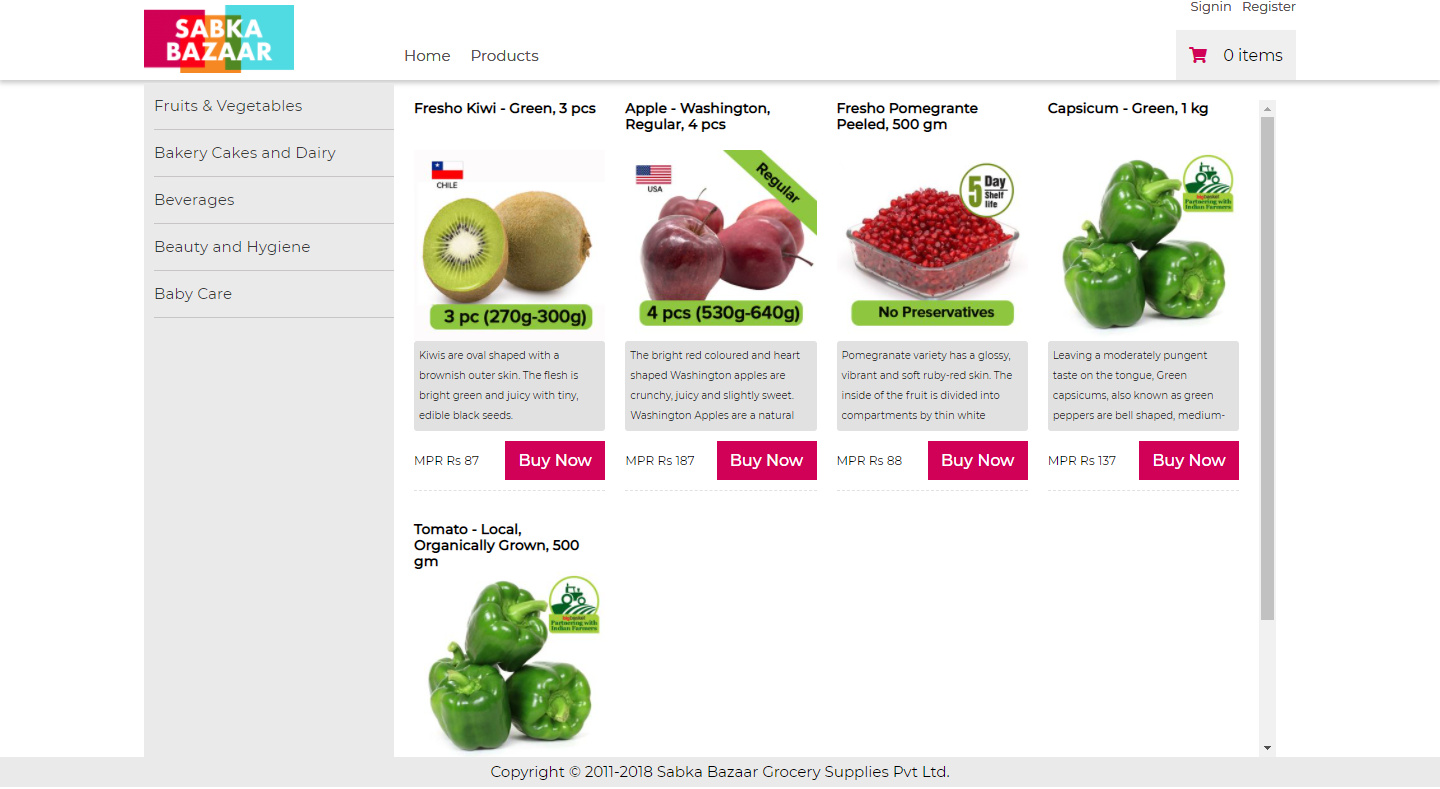 Signin Register
SABKA
BAZAAR
Home Products
0 items
Fruits & Vegetables
Bakery Cakes and Dairy
Beverages
Beauty and Hygiene
Baby Care
Fresho Kiwi - Green, 3 pcs
CHILE
3 pc (270g-300g)
Kiwis are oval shaped with a
brownish outer skin. The flesh is
bright green and juicy with tiny,
edible black seeds.
MPR Rs 87
Buy Now
Apple - Washington,
Regular, 4 pcs
USA
Regular
4 pcs (530g-640g)
The bright red coloured and heart
shaped Washington apples are
crunchy, juicy and slightly sweet.
Washington Apples are a natural
MPR Rs 187
Buy Now
Fresho Pomegrante
Peeled, 500 gm
5 Day
Shelf
life
No Preservatives
Pomegranate variety has a glossy,
vibrant and soft ruby-red skin. The
inside of the fruit is divided into
compartments by thin white
MPR Rs 88
Buy Now
Capsicum - Green, 1 kg
Partnering with
Indian Farmers
Leaving a moderately pungent
taste on the tongue, Green
capsicums, also known as green
peppers are bell shaped, medium-
MPR Rs 137
Buy Now
Tomato - Local,
Organically Grown, 500
gm
Partnering with
Indian Farmers
Copyright © 2011-2018 Sabka Bazaar Grocery Supplies Pvt Ltd.